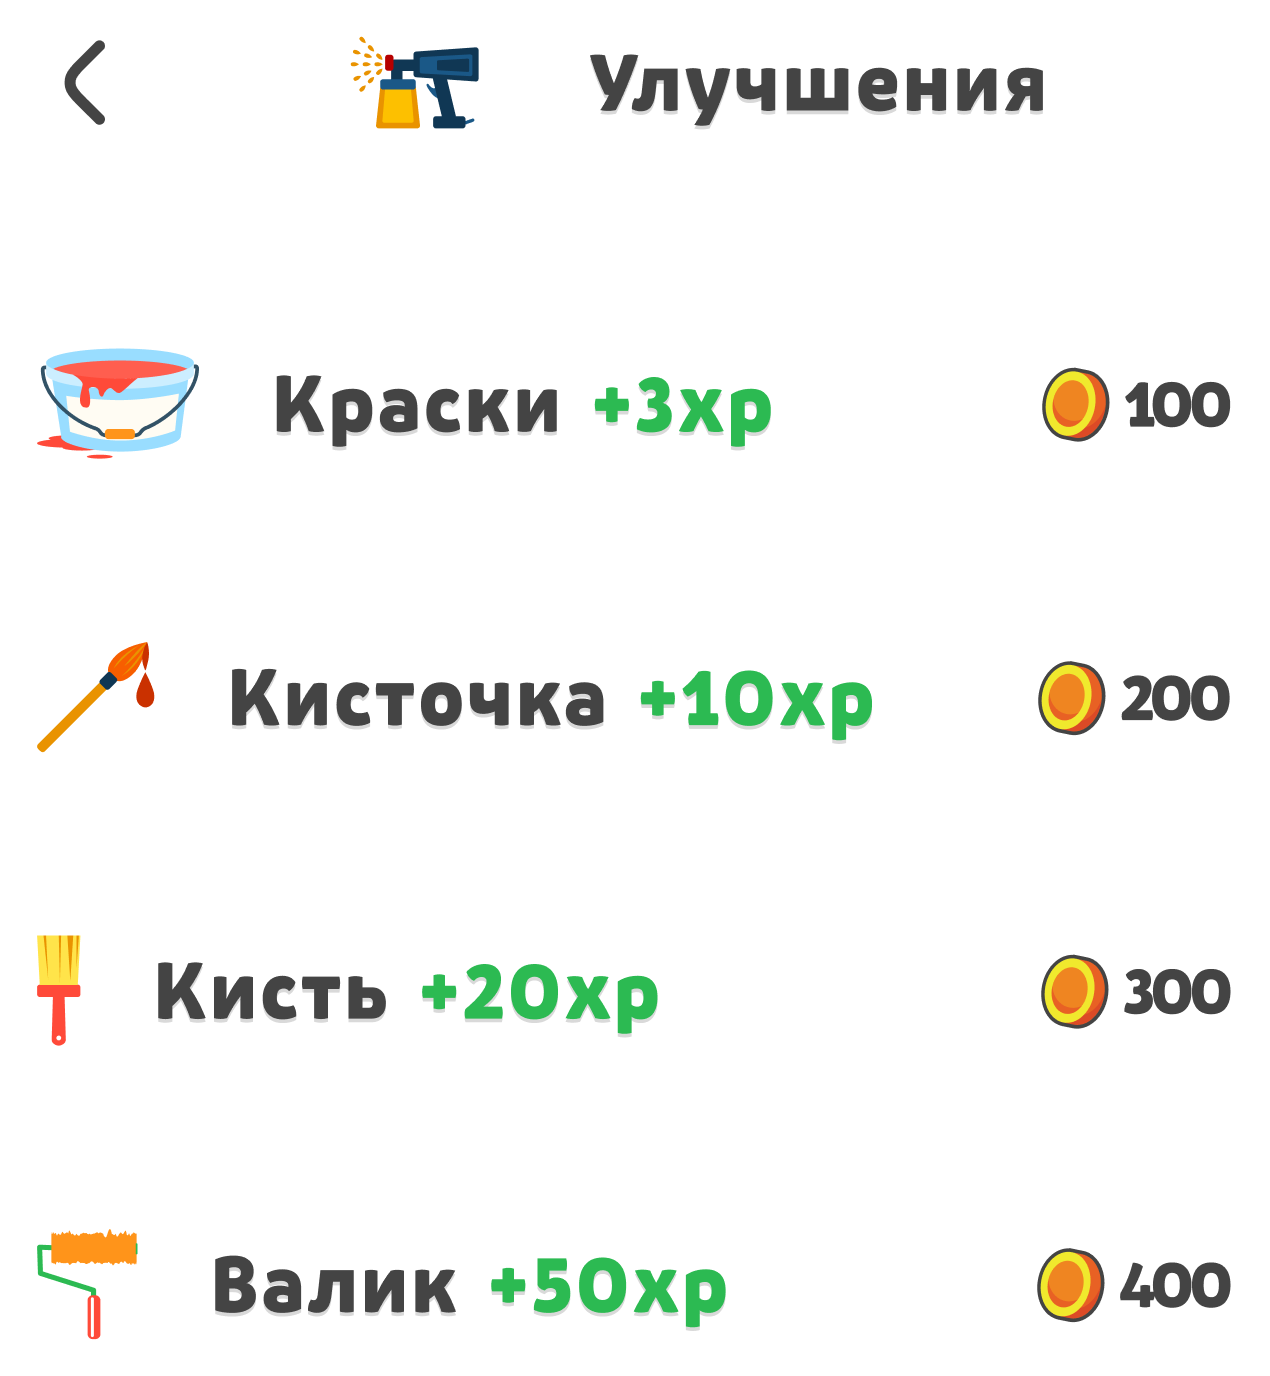 Улучшения
Краски +3xp 100
Кисточка +10xp 200
Кисть +20xp 300
Валик +50xp 400